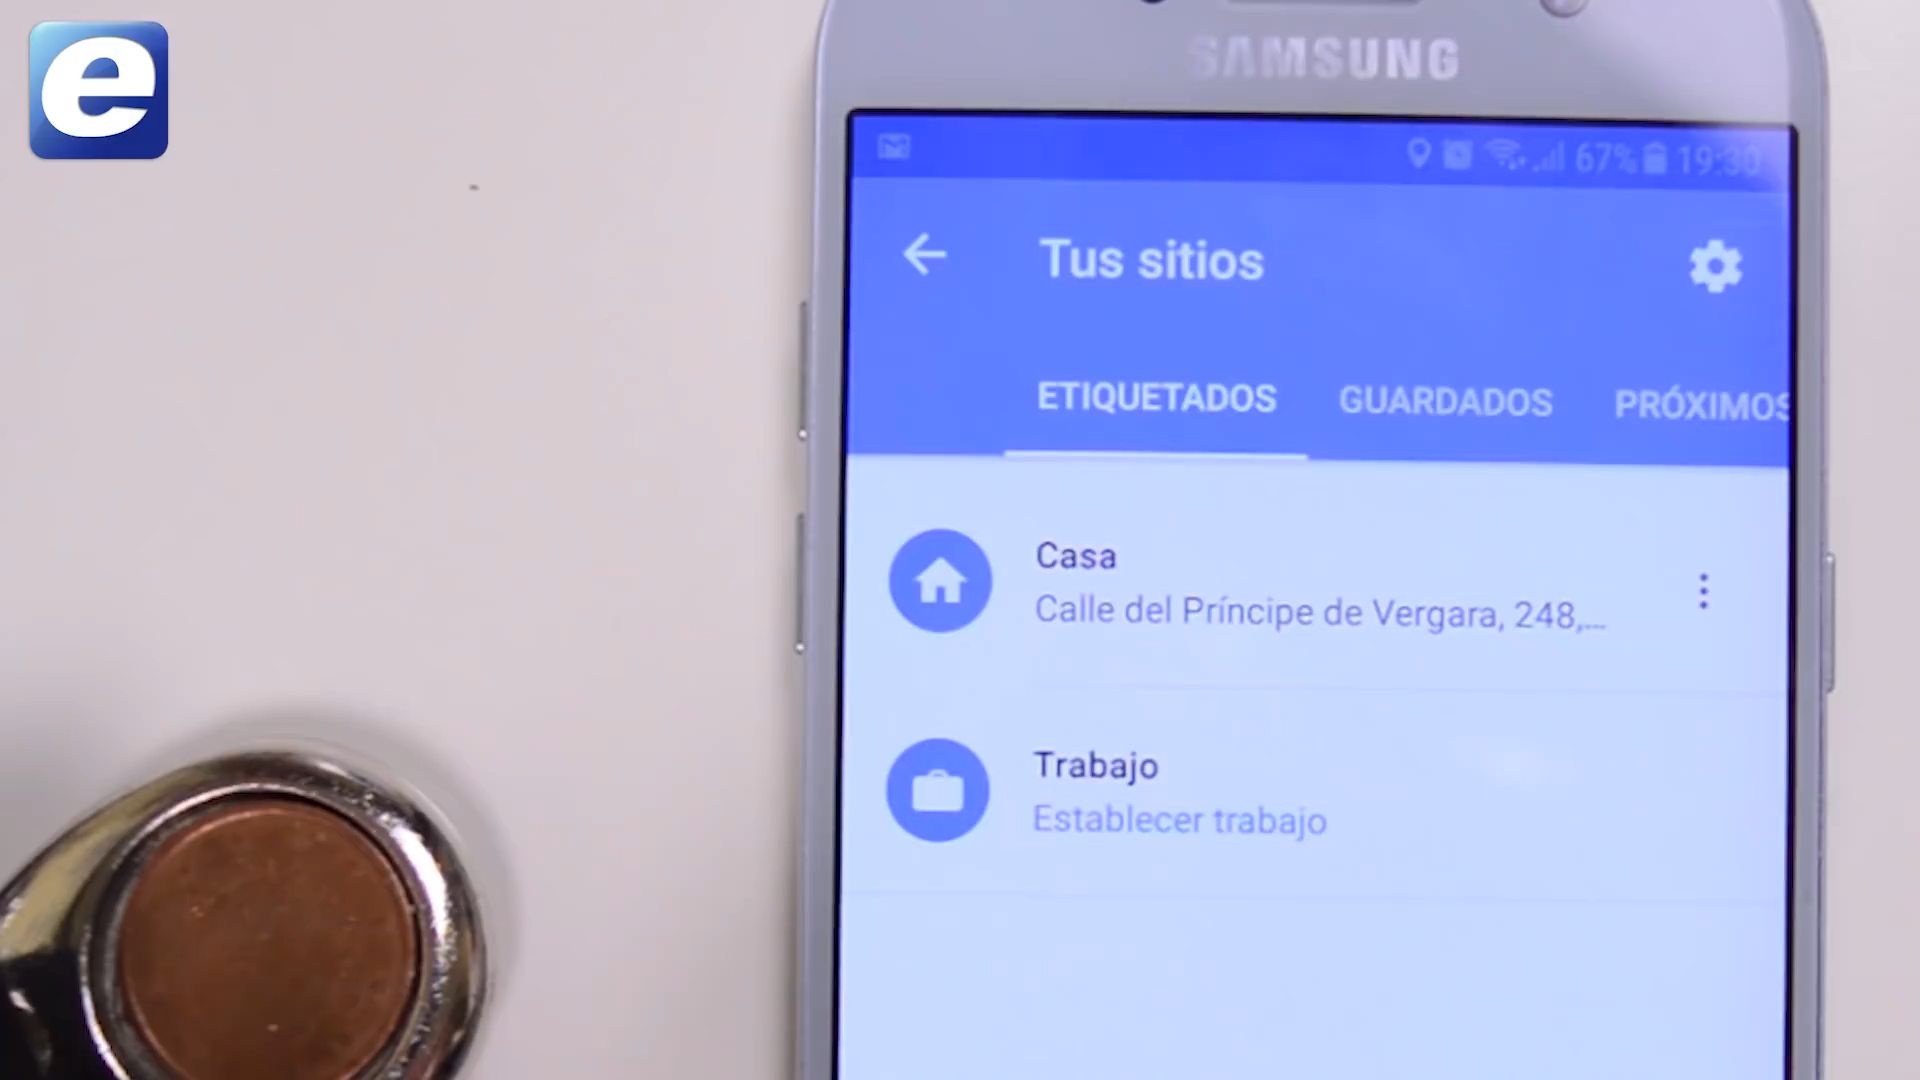 e
SAMSUNG
67% 19:30
Tus sitios
ETIQUETADOS GUARDADOS PRÓXIMOS
Casa
Calle del Príncipe de Vergara, 248,...
Trabajo
Establecer trabajo